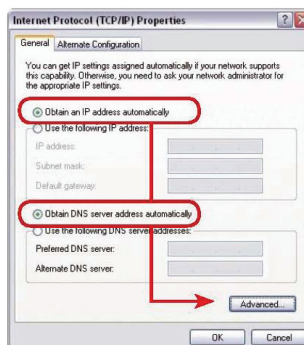 Internet Protocol (TCP/IP) Properties
General
Alternate Configuration
You can get IP settings assigned automatically if your network supports
this capability. Otherwise, you need to ask your network administrator for
the appropriate IP settings.
Obtain an IP address automatically
Use the following IP address:
IP address:
Subnet mask:
Default gateway:
Obtain DNS server address automatically
Use the following DNS server addresses:
Preferred DNS server:
Alternate DNS server:
Advanced...
OK
Cancel